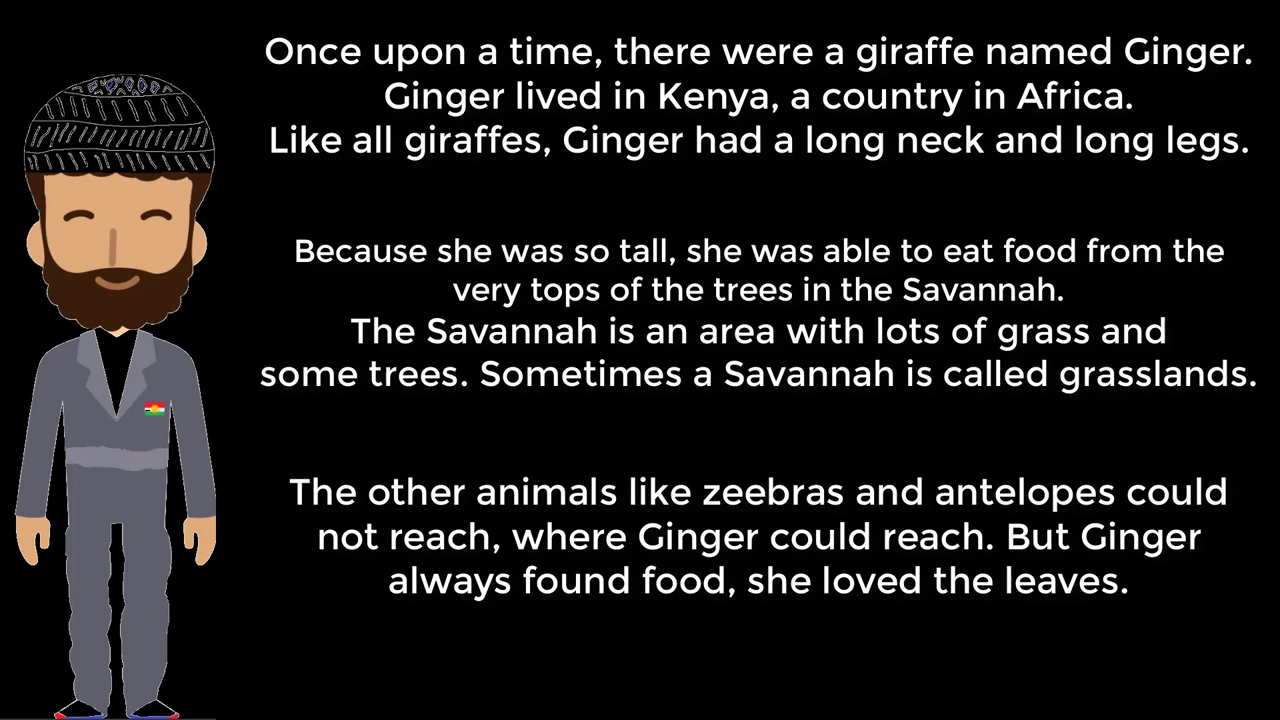 Once upon a time, there were a giraffe named Ginger.
Ginger lived in Kenya, a country in Africa.
Like all giraffes, Ginger had a long neck and long legs.
Because she was so tall, she was able to eat food from the
very tops of the trees in the Savannah.
The Savannah is an area with lots of grass and
some trees. Sometimes a Savannah is called grasslands.
The other animals like zeebras and antelopes could
not reach, where Ginger could reach. But Ginger
always found food, she loved the leaves.